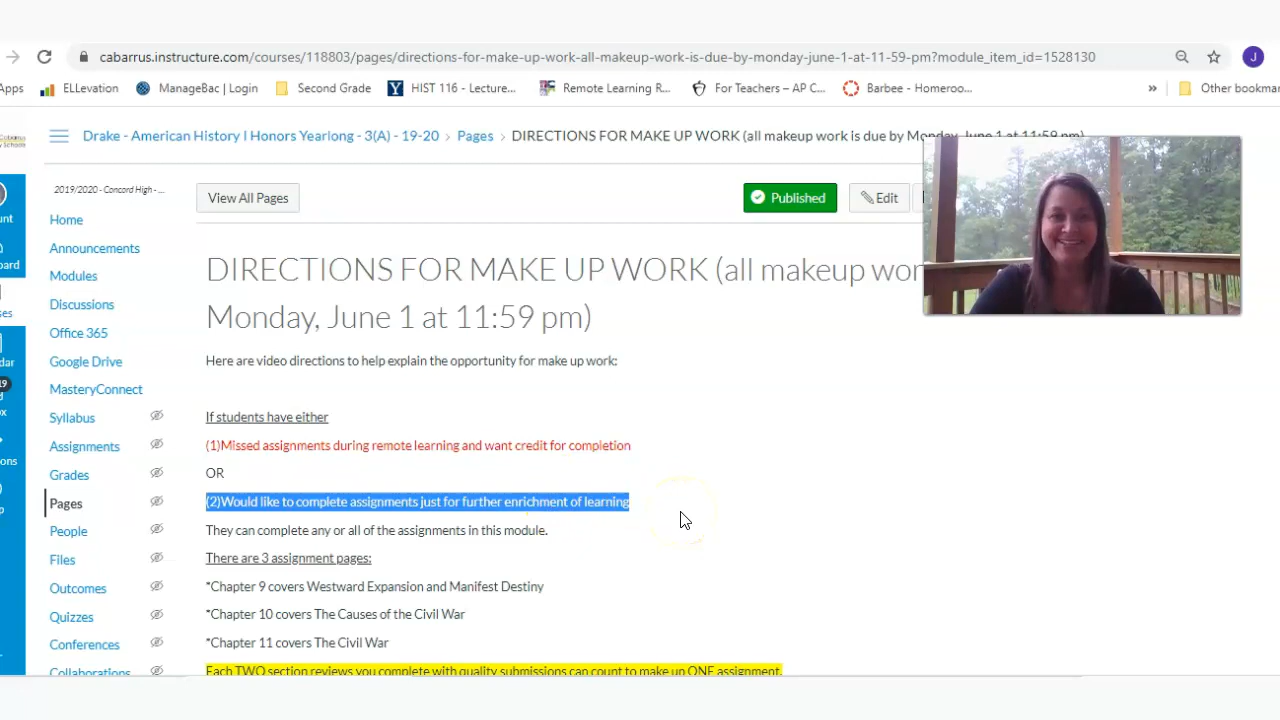 cabarrus.instructure.com/courses/118803/pages/directions-for-make-up-work-all-makeup-work-is-due-by-monday-june-1-at-11-59-pm?module_item_id=1528130
J
Apps ELLevation ManageBac | Login Second Grade HIST 116 - Lecture... Remote Learning R... For Teachers – AP C... Barbee - Homeroo... » Other bookmar
Cabarrus
y Schools
Drake - American History I Honors Yearlong - 3(A) - 19-20 › Pages › DIRECTIONS FOR MAKE UP WORK (all makeup work is due by Monday, June 1 at 11:59 pm)
2019/2020 - Concord High - ...
View All Pages
Published
Edit
Home
Announcements
Modules
Discussions
Office 365
Google Drive
MasteryConnect
Syllabus
Assignments
Grades
Pages
People
Files
Outcomes
Quizzes
Conferences
Collaborations
DIRECTIONS FOR MAKE UP WORK (all makeup wor
Monday, June 1 at 11:59 pm)
Here are video directions to help explain the opportunity for make up work:
If students have either
(1)Missed assignments during remote learning and want credit for completion
OR
(2)Would like to complete assignments just for further enrichment of learning
They can complete any or all of the assignments in this module.
There are 3 assignment pages:
*Chapter 9 covers Westward Expansion and Manifest Destiny
*Chapter 10 covers The Causes of the Civil War
*Chapter 11 covers The Civil War
Each TWO section reviews you complete with quality submissions can count to make up ONE assignment.